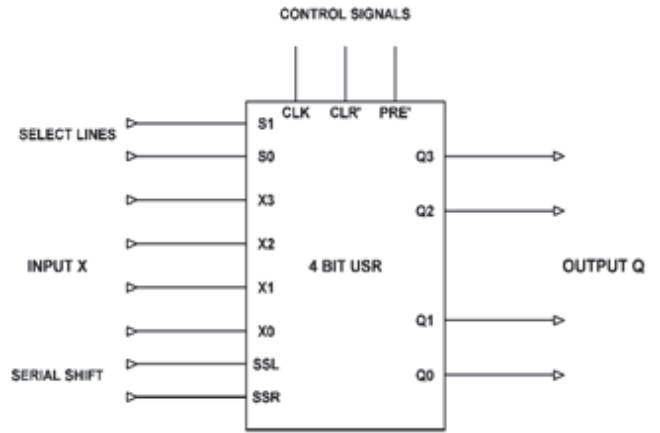 CONTROL SIGNALS
CLK CLR' PRE'
S1
SELECT LINES
S0
Q3
X3
Q2
X2
INPUT X
4 BIT USR
OUTPUT Q
X1
Q1
X0
SSL
SERIAL SHIFT
Q0
SSR